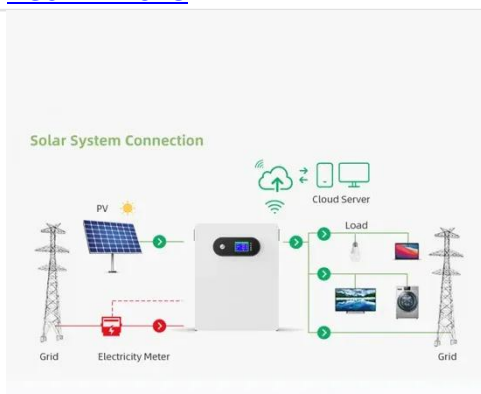 Solar System Connection
Cloud Server
PV
Load
Grid
Electricity Meter
Grid